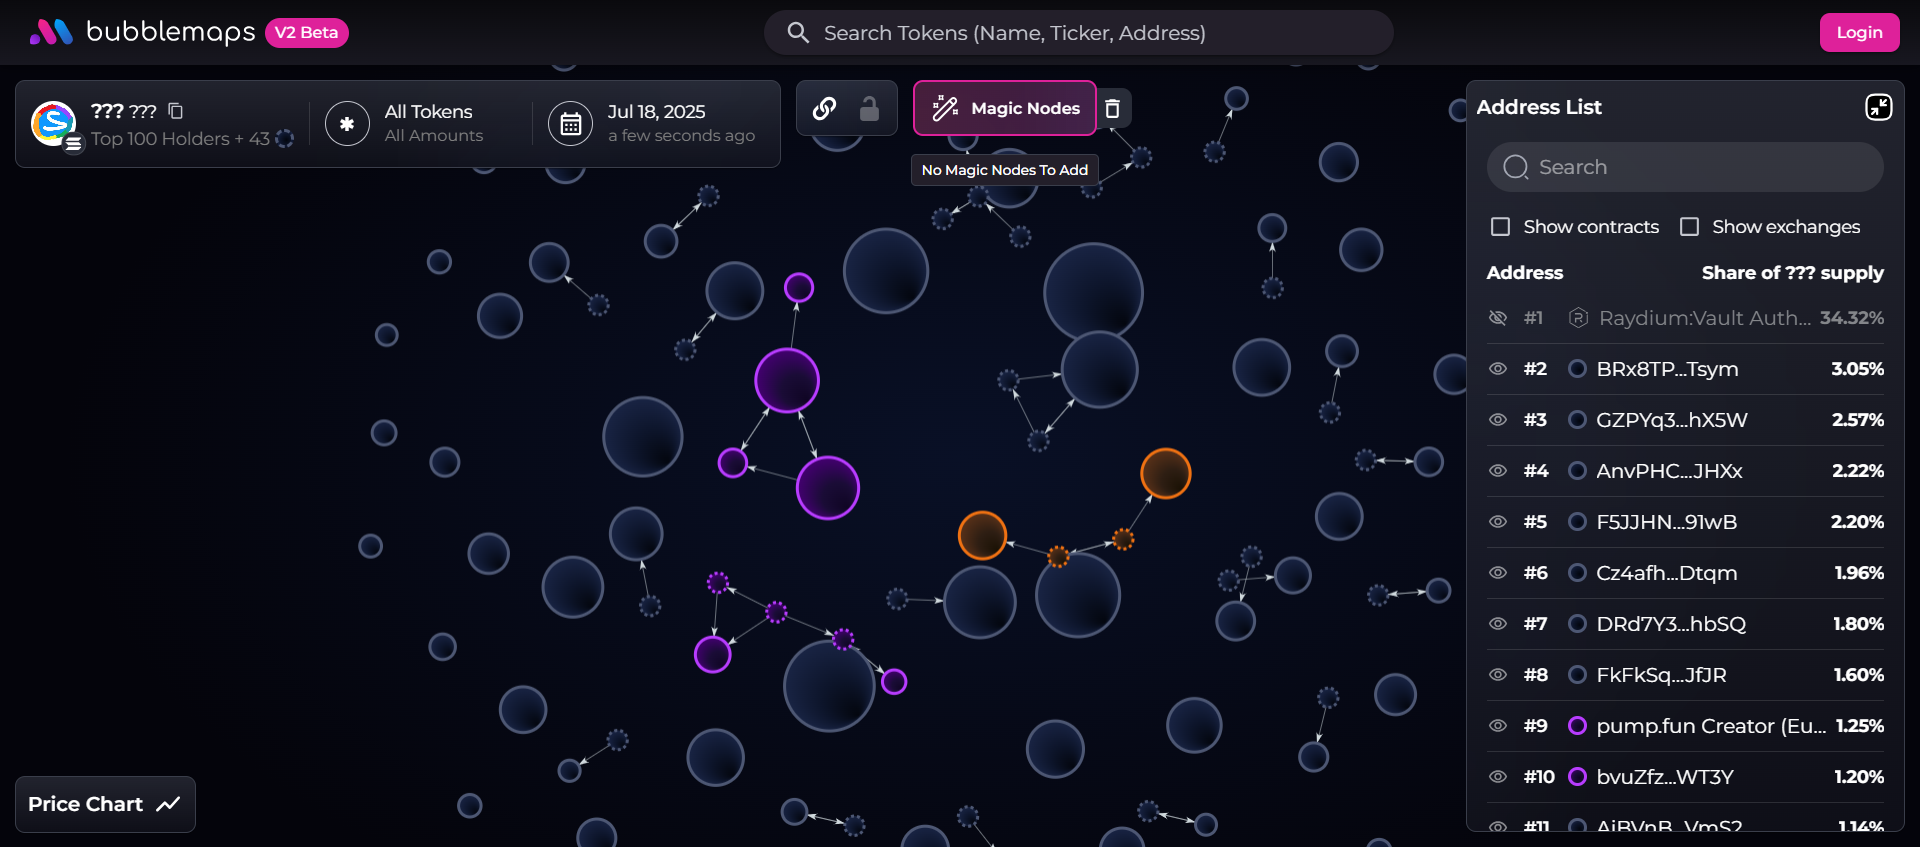 bubblemaps V2 Beta
Search Tokens (Name, Ticker, Address)
Login
??? ???
Top 100 Holders + 43
All Tokens
All Amounts
Jul 18, 2025
a few seconds ago
Magic Nodes
No Magic Nodes To Add
Address List
Search
Show contracts Show exchanges
Address Share of ??? supply
#1 Raydium:Vault Auth... 34.32%
#2 BRx8TP...Tsym 3.05%
#3 GZPYq3...hX5W 2.57%
#4 AnvPHC...JHXx 2.22%
#5 F5JJHN...91wB 2.20%
#6 Cz4afh...Dtqm 1.96%
#7 DRd7Y3...hbSQ 1.80%
#8 FkFkSq...JfJR 1.60%
#9 pump.fun Creator (Eu... 1.25%
#10 bvuZfz...WT3Y 1.20%
#11 AiBVnB...VmS2 1.14%
Price Chart